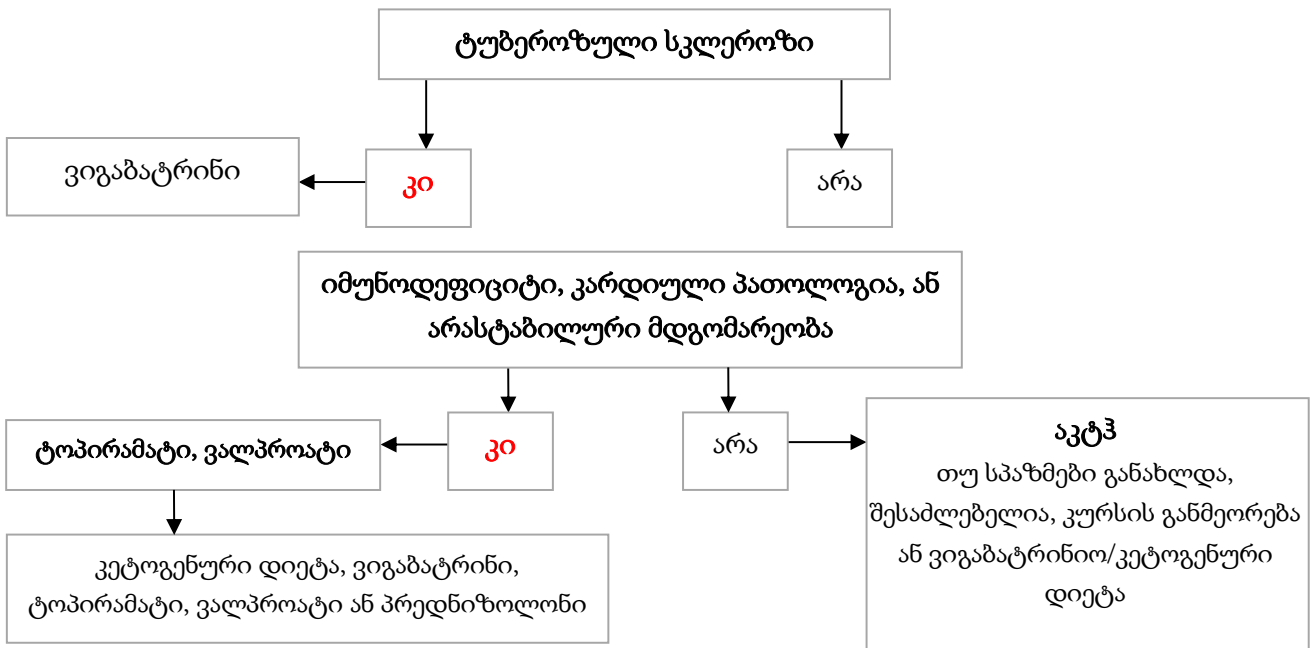 ტუბეროზული სკლეროზი
ვიგაბატრინი
კი
არა
იმუნოდეფიციტი, კარდიული პათოლოგია, ან
არასტაბილური მდგომარეობა
ტოპირამატი, ვალპროატი
კი
არა
აკტჰ
თუ სპაზმები განახლდა,
შესაძლებელია, კურსის განმეორება
ან ვიგაბატრინიო/კეტოგენური
დიეტა
კეტოგენური დიეტა, ვიგაბატრინი,
ტოპირამატი, ვალპროატი ან პრედნიზოლონი